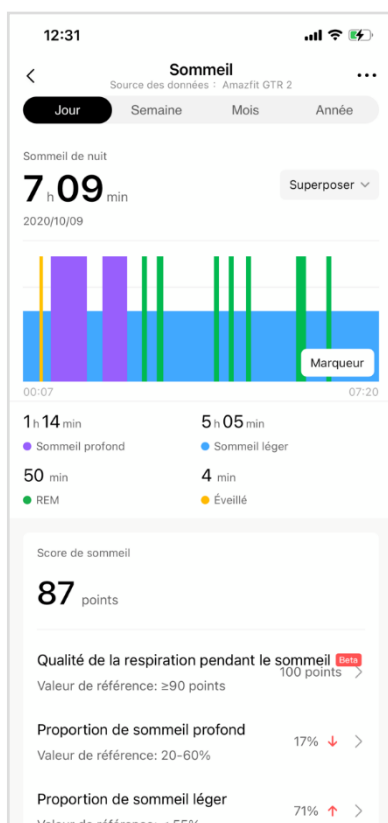 12:31
Sommeil
Source des données : Amazfit GTR 2
Jour Semaine Mois Année
Sommeil de nuit
7 h 09 min
Superposer
2020/10/09
Marqueur
00:07 07:20
1 h 14 min 5 h 05 min
Sommeil profond Sommeil léger
50 min 4 min
REM Éveillé
Score de sommeil
87 points
Qualité de la respiration pendant le sommeil Beta
100 points
Valeur de référence: ≥90 points
Proportion de sommeil profond
17%
Valeur de référence: 20-60%
Proportion de sommeil léger
71%
Valeur de référence: <55%